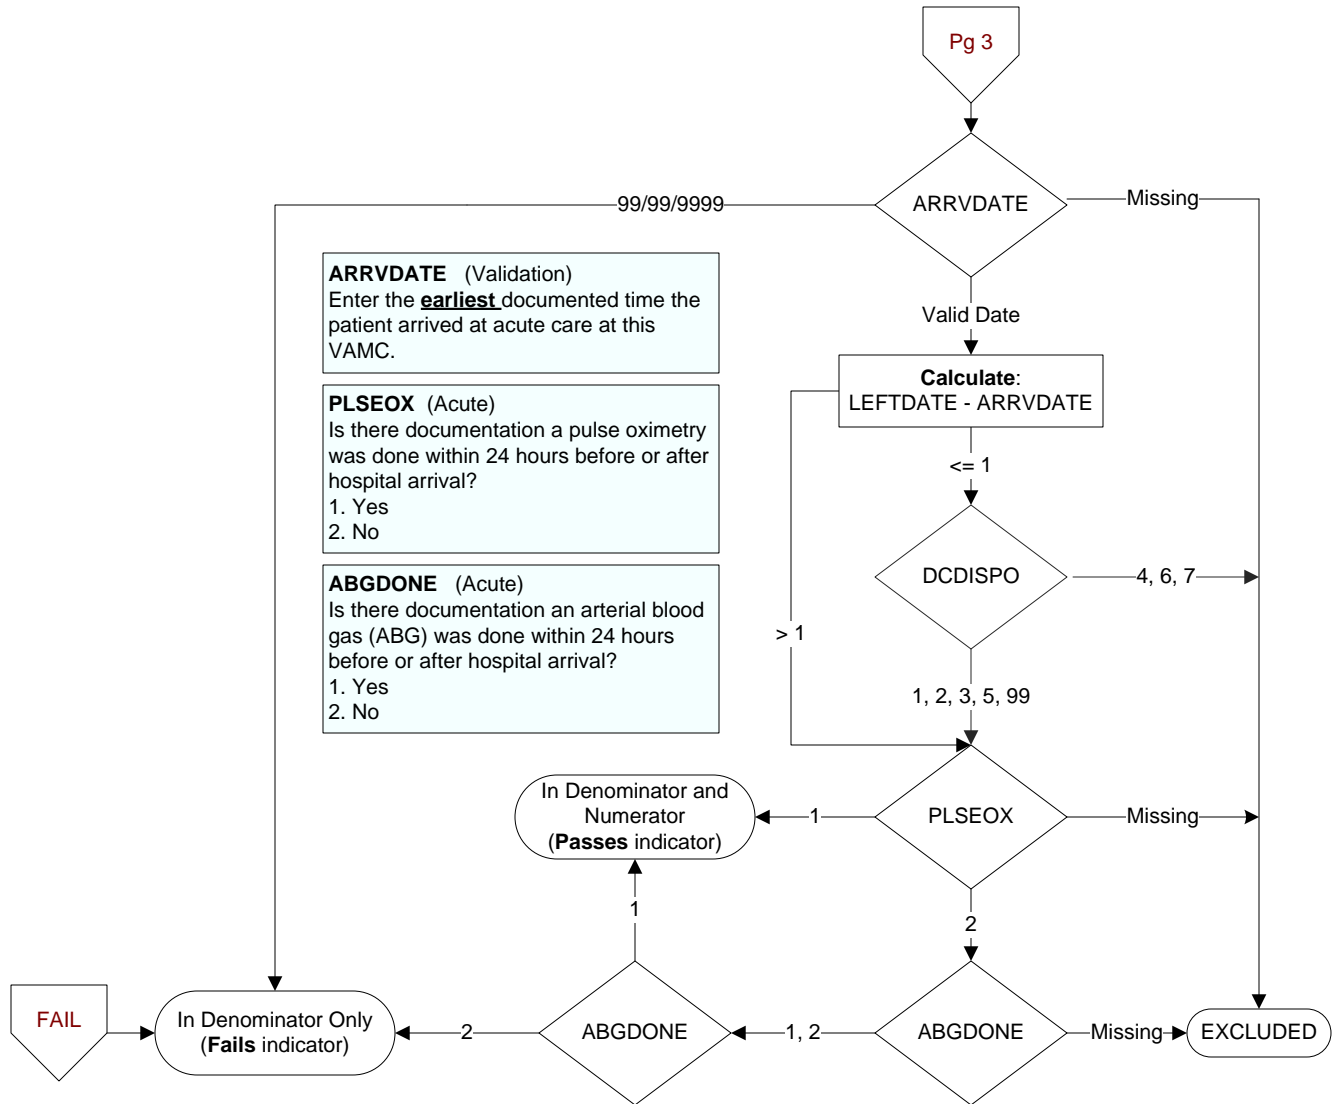 Pg 3
ARRVDATE
Missing
99/99/9999
Valid Date
ARRVDATE (Validation)
Enter the earliest documented time the
patient arrived at acute care at this
VAMC.
Calculate:
LEFTDATE - ARRVDATE
<= 1
> 1
PLSEOX (Acute)
Is there documentation a pulse oximetry
was done within 24 hours before or after
hospital arrival?
1. Yes
2. No
DCDISPO
4, 6, 7
1, 2, 3, 5, 99
ABGDONE (Acute)
Is there documentation an arterial blood
gas (ABG) was done within 24 hours
before or after hospital arrival?
1. Yes
2. No
In Denominator and
Numerator
(Passes indicator)
1
PLSEOX
Missing
1
2
FAIL
In Denominator Only
(Fails indicator)
2
ABGDONE
1, 2
ABGDONE
Missing
EXCLUDED